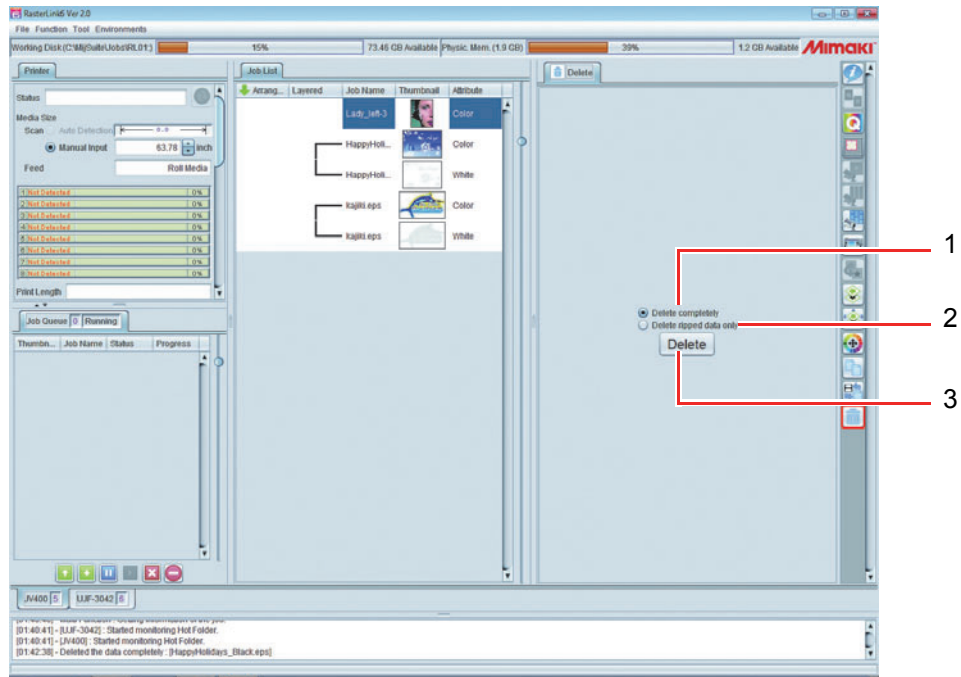 RasterLink6 Ver 2.0
File Function Tool Environments
Working Disk(C:\MijSuite\Jobs\RL01:) 15% 73.46 GB Available Physic. Mem. (1.9 GB) 39% 1.2 GB Available Mimaki
Printer
Status
Media Size
Scan Auto Detection
Manual Input 63.78 inch
Feed Roll Media
1 Not Detected 0%
2 Not Detected 0%
3 Not Detected 0%
4 Not Detected 0%
5 Not Detected 0%
6 Not Detected 0%
7 Not Detected 0%
8 Not Detected 0%
Print Length
Job Queue 0 Running
Thumbn... Job Name Status Progress
Job List
Arrang... Layered Job Name Thumbnail Attribute
Lady_left-3 Color
HappyHoli... Color
HappyHoli... White
kajiki.eps Color
kajiki.eps White
Delete
Delete completely
Delete ripped data only
Delete
1
2
3
JV400 5 UJF-3042 6
[01:40:41] - [UJF-3042] : Started monitoring Hot Folder.
[01:40:41] - [JV400] : Started monitoring Hot Folder.
[01:42:38] - Deleted the data completely : [HappyHolidays_Black.eps]